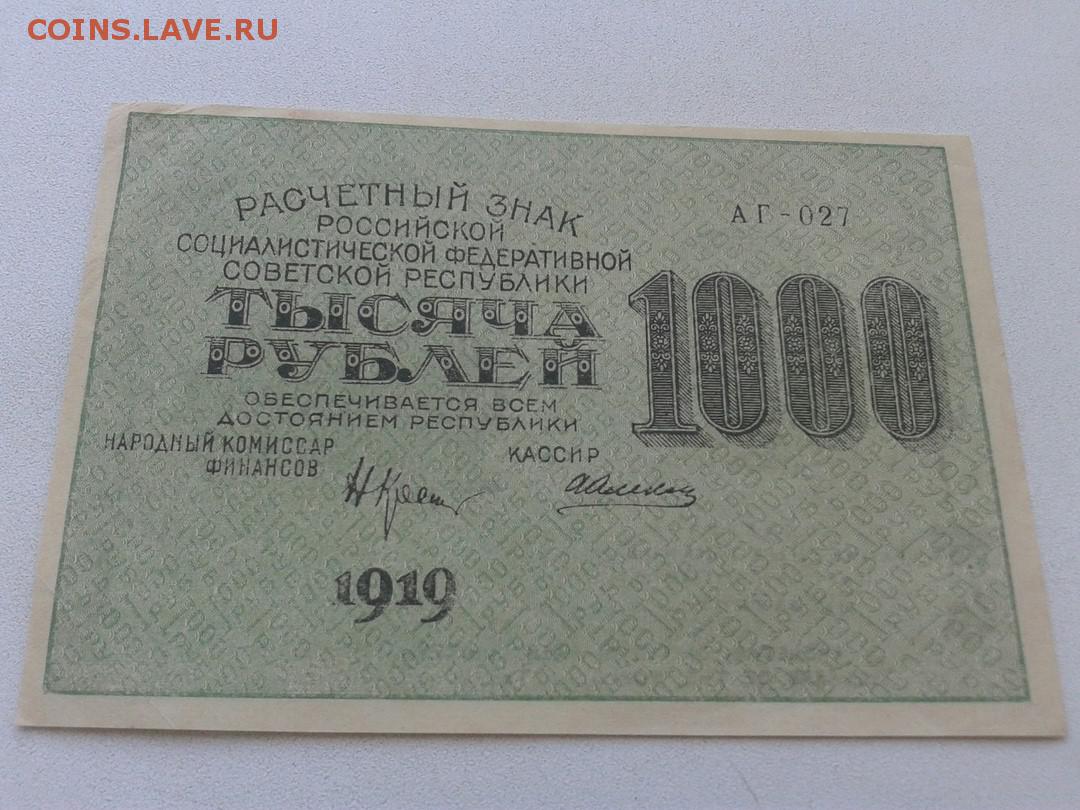 COINS.LAVE.RU
РАСЧЕТНЫЙ ЗНАК
РОССИЙСКОЙ
СОЦИАЛИСТИЧЕСКОЙ ФЕДЕРАТИВНОЙ
СОВЕТСКОЙ РЕСПУБЛИКИ
ТЫСЯЧА
РУБЛЕЙ
АГ-027
1000
ОБЕСПЕЧИВАЕТСЯ ВСЕМ
ДОСТОЯНИЕМ РЕСПУБЛИКИ
НАРОДНЫЙ КОМИССАР
ФИНАНСОВ
КАССИР
1919